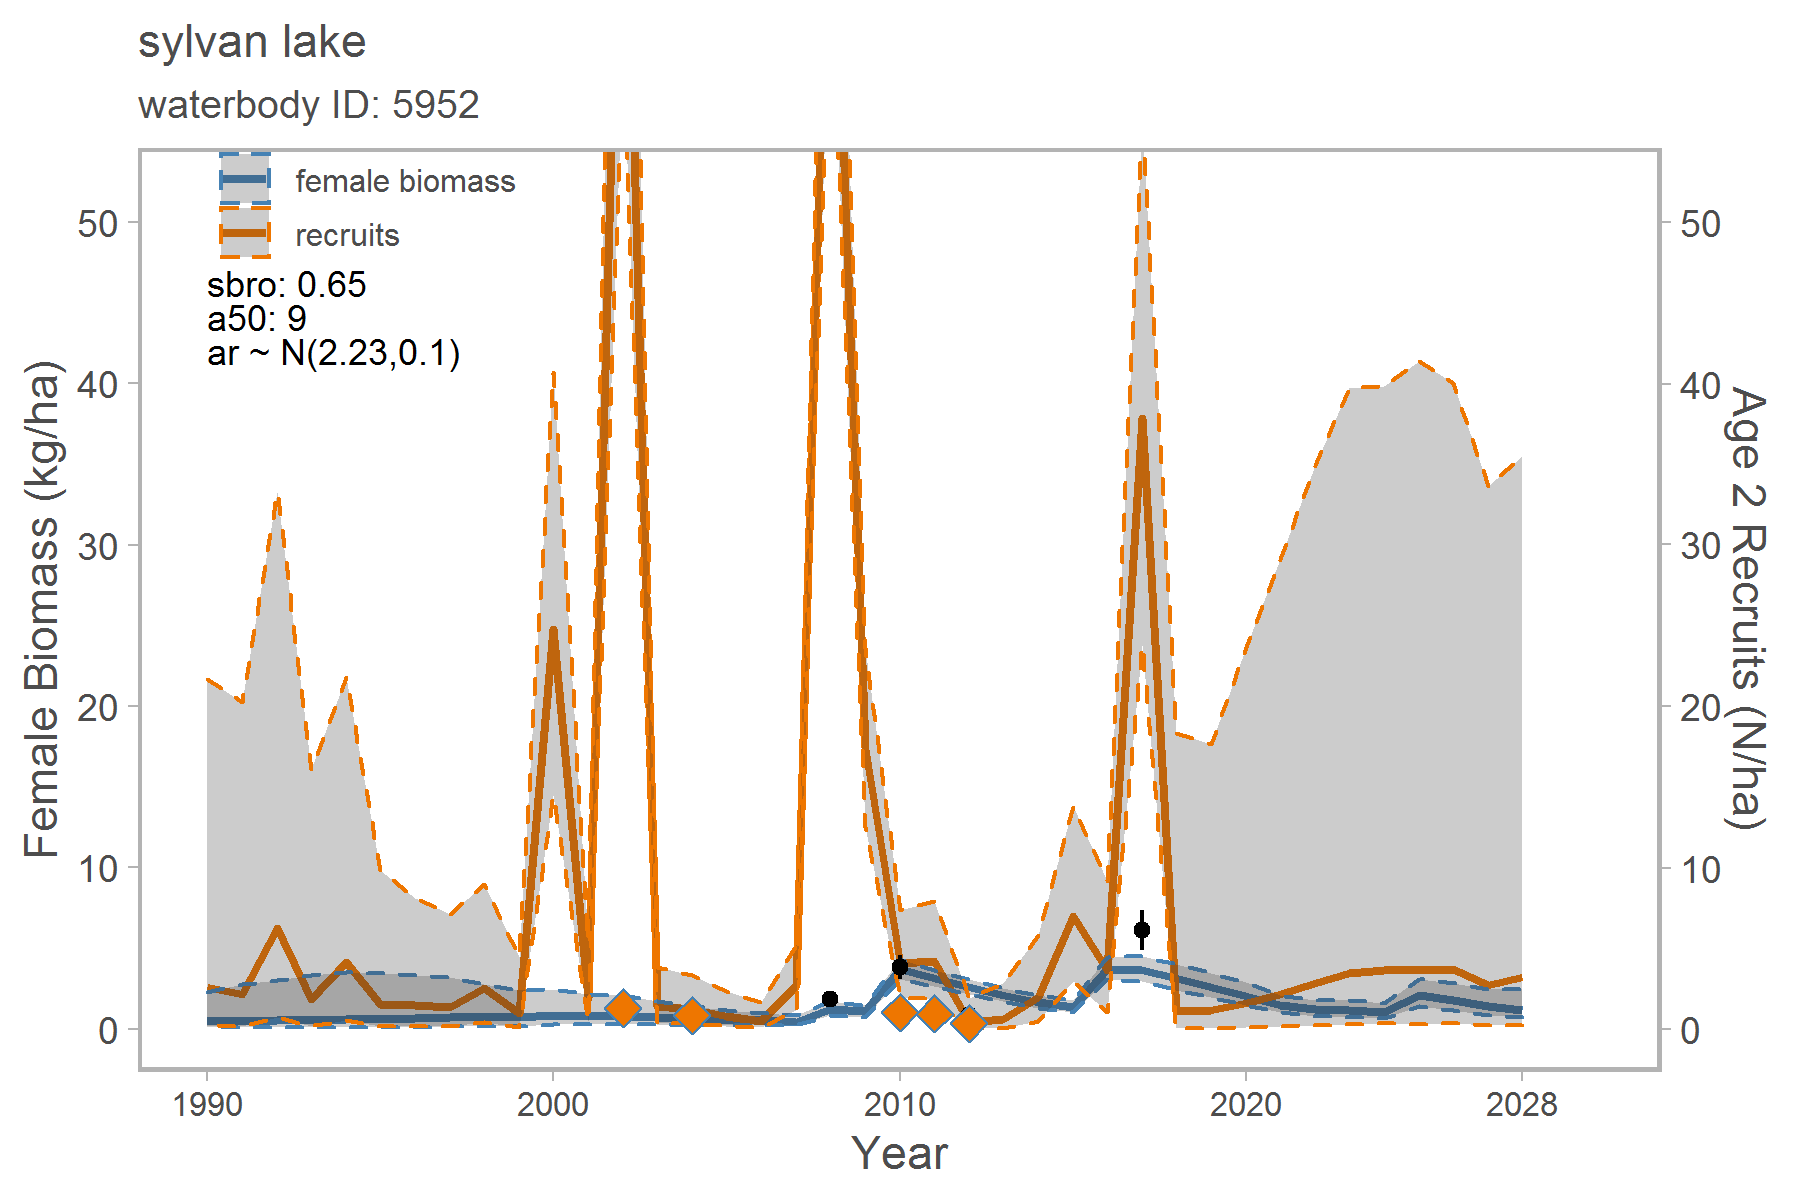 sylvan lake
waterbody ID: 5952
female biomass
recruits
sbro: 0.65
a50: 9
ar ~ N(2.23,0.1)
Female Biomass (kg/ha)
50
40
30
20
10
0
50
40
30
20
10
0
Age 2 Recruits (N/ha)
1990
2000
2010
2020
2028
Year